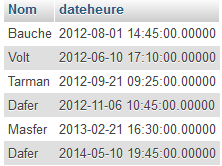 Nom dateheure
Bauche 2012-08-01 14:45:00.00000
Volt 2012-06-10 17:10:00.00000
Tarman 2012-09-21 09:25:00.00000
Dafer 2012-11-06 10:45:00.00000
Masfer 2013-02-21 16:30:00.00000
Dafer 2014-05-10 19:45:00.00000